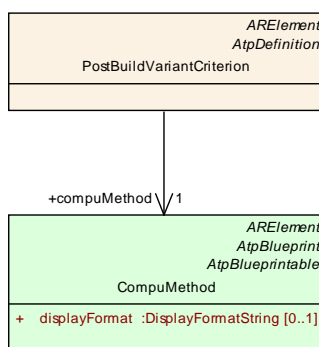 ARElement
AtpDefinition
PostBuildVariantCriterion
+compuMethod 1
ARElement
AtpBlueprint
AtpBlueprintable
CompuMethod
+ displayFormat :DisplayFormatString [0..1]